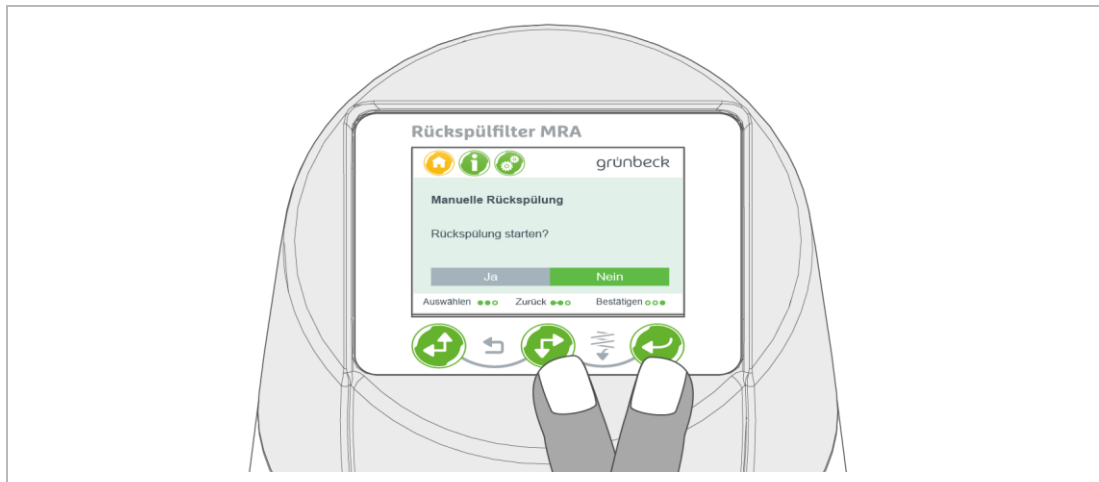 Rückspülfilter MRA
grünbeck
Manuelle Rückspülung
Rückspülung starten?
Ja Nein
Auswählen Zurück Bestätigen